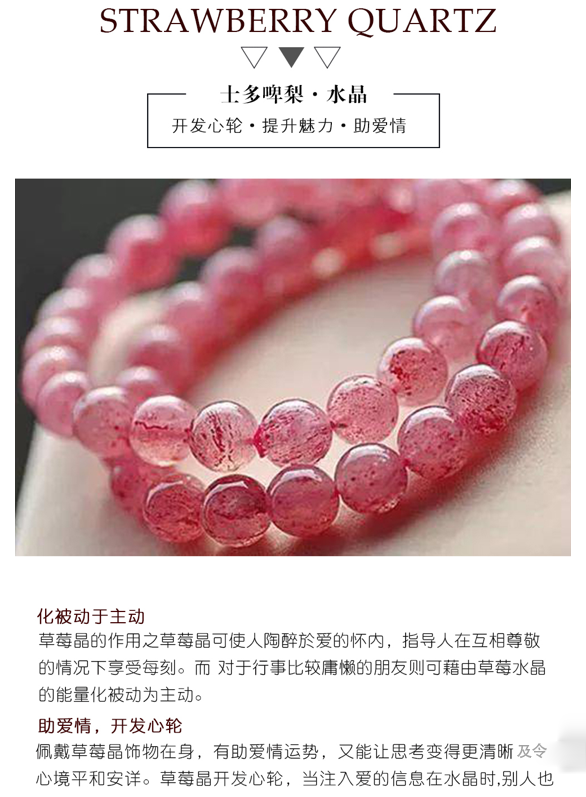 STRAWBERRY QUARTZ
士多啤梨·水晶
开发心轮·提升魅力·助爱情
化被动于主动
草莓晶的作用之草莓晶可使人陶醉於爱的怀内，指导人在互相尊敬
的情况下享受每刻。而 对于行事比较庸懒的朋友则可藉由草莓水晶
的能量化被动为主动。
助爱情，开发心轮
佩戴草莓晶饰物在身，有助爱情运势，又能让思考变得更清晰 及令
心境平和安详。草莓晶开发心轮，当注入爱的信息在水晶时,别人也